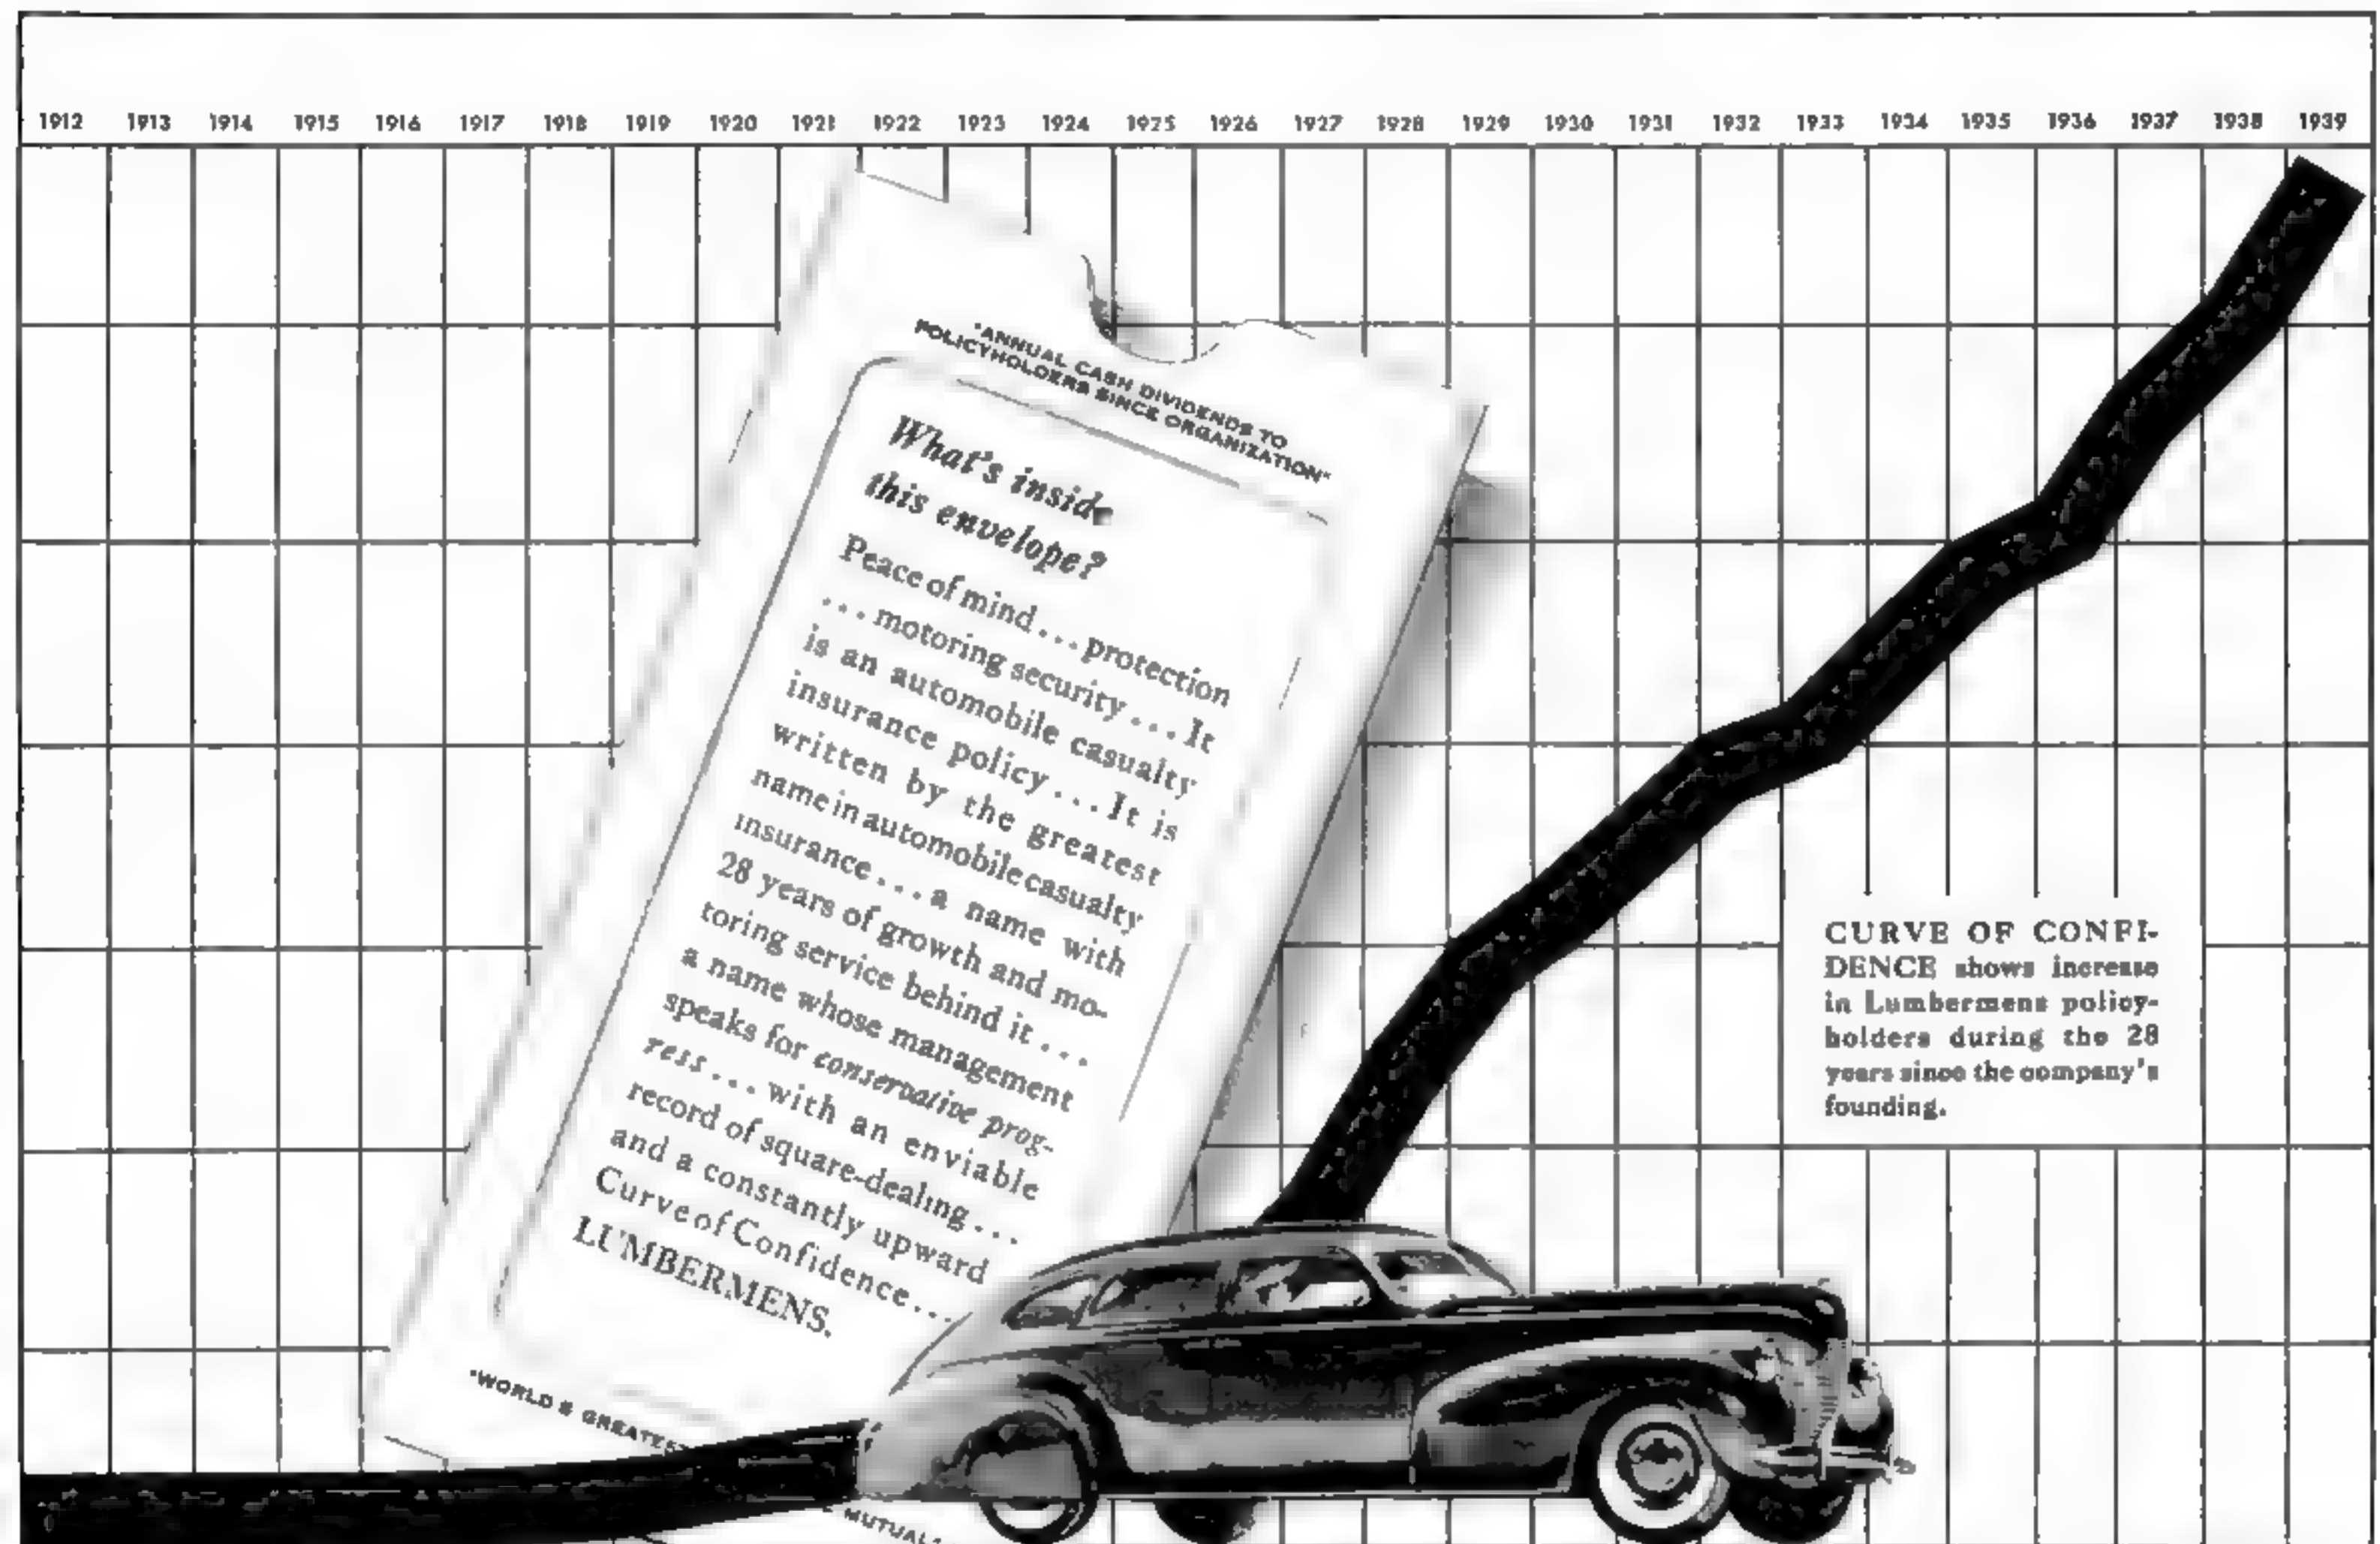 1912 1913 1914 1915 1916 1917 1918 1919 1920 1921 1922 1923 1924 1925 1926 1927 1928 1929 1930 1931 1932 1933 1934 1935 1936 1937 1938 1939
"ANNUAL CASH DIVIDENDS TO
POLICYHOLDERS SINCE ORGANIZATION"
What's inside
this envelope?
Peace of mind...protection
...motoring security...It
is an automobile casualty
insurance policy...It is
written by the greatest
name in automobile casualty
insurance...a name with
28 years of growth and mo-
toring service behind it...
a name whose management
speaks for conservative prog-
ress...with an enviable
record of square-dealing...
and a constantly upward
Curve of Confidence...
LUMBERMENS.
"WORLD'S GREATEST
MUTUAL"
CURVE OF CONFI-
DENCE shows increase
in Lumbermens policy-
holders during the 28
years since the company's
founding.